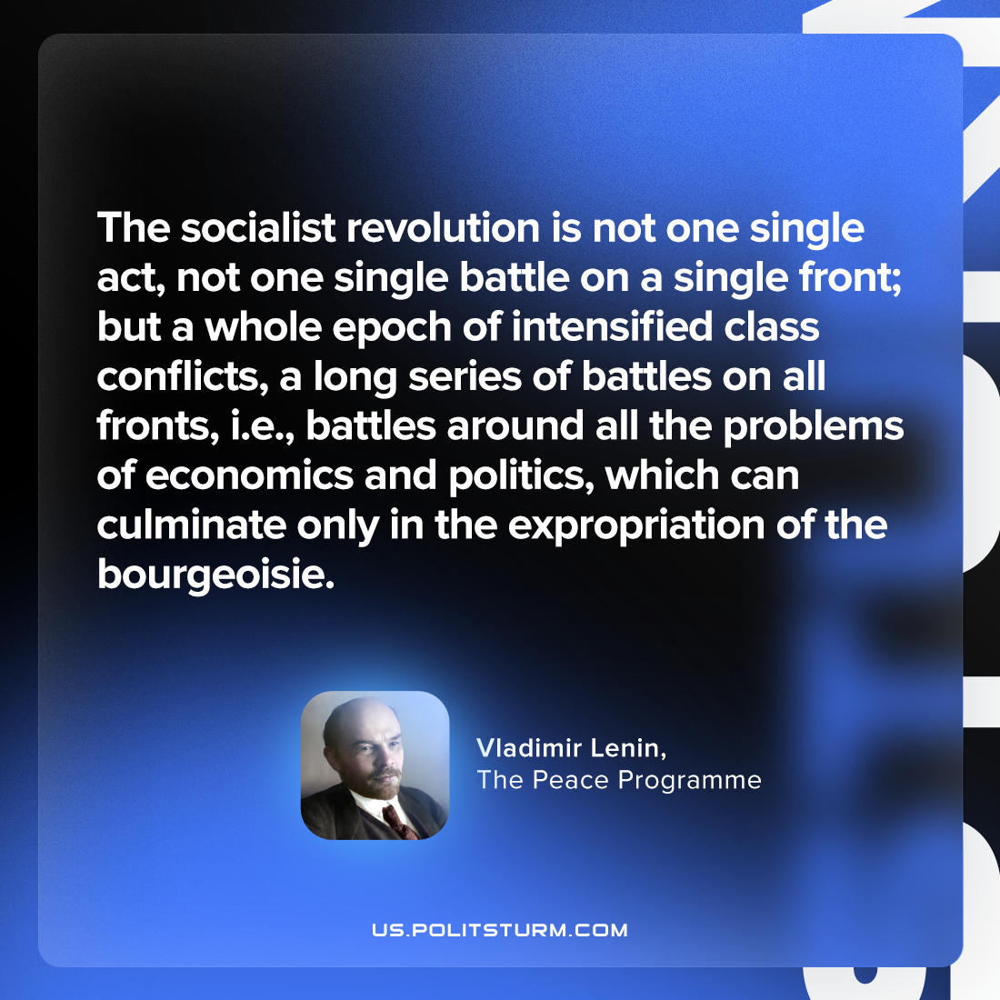 The socialist revolution is not one single
act, not one single battle on a single front;
but a whole epoch of intensified class
conflicts, a long series of battles on all
fronts, i.e., battles around all the problems
of economics and politics, which can
culminate only in the expropriation of the
bourgeoisie.
Vladimir Lenin,
The Peace Programme
US.POLITSTURM.COM